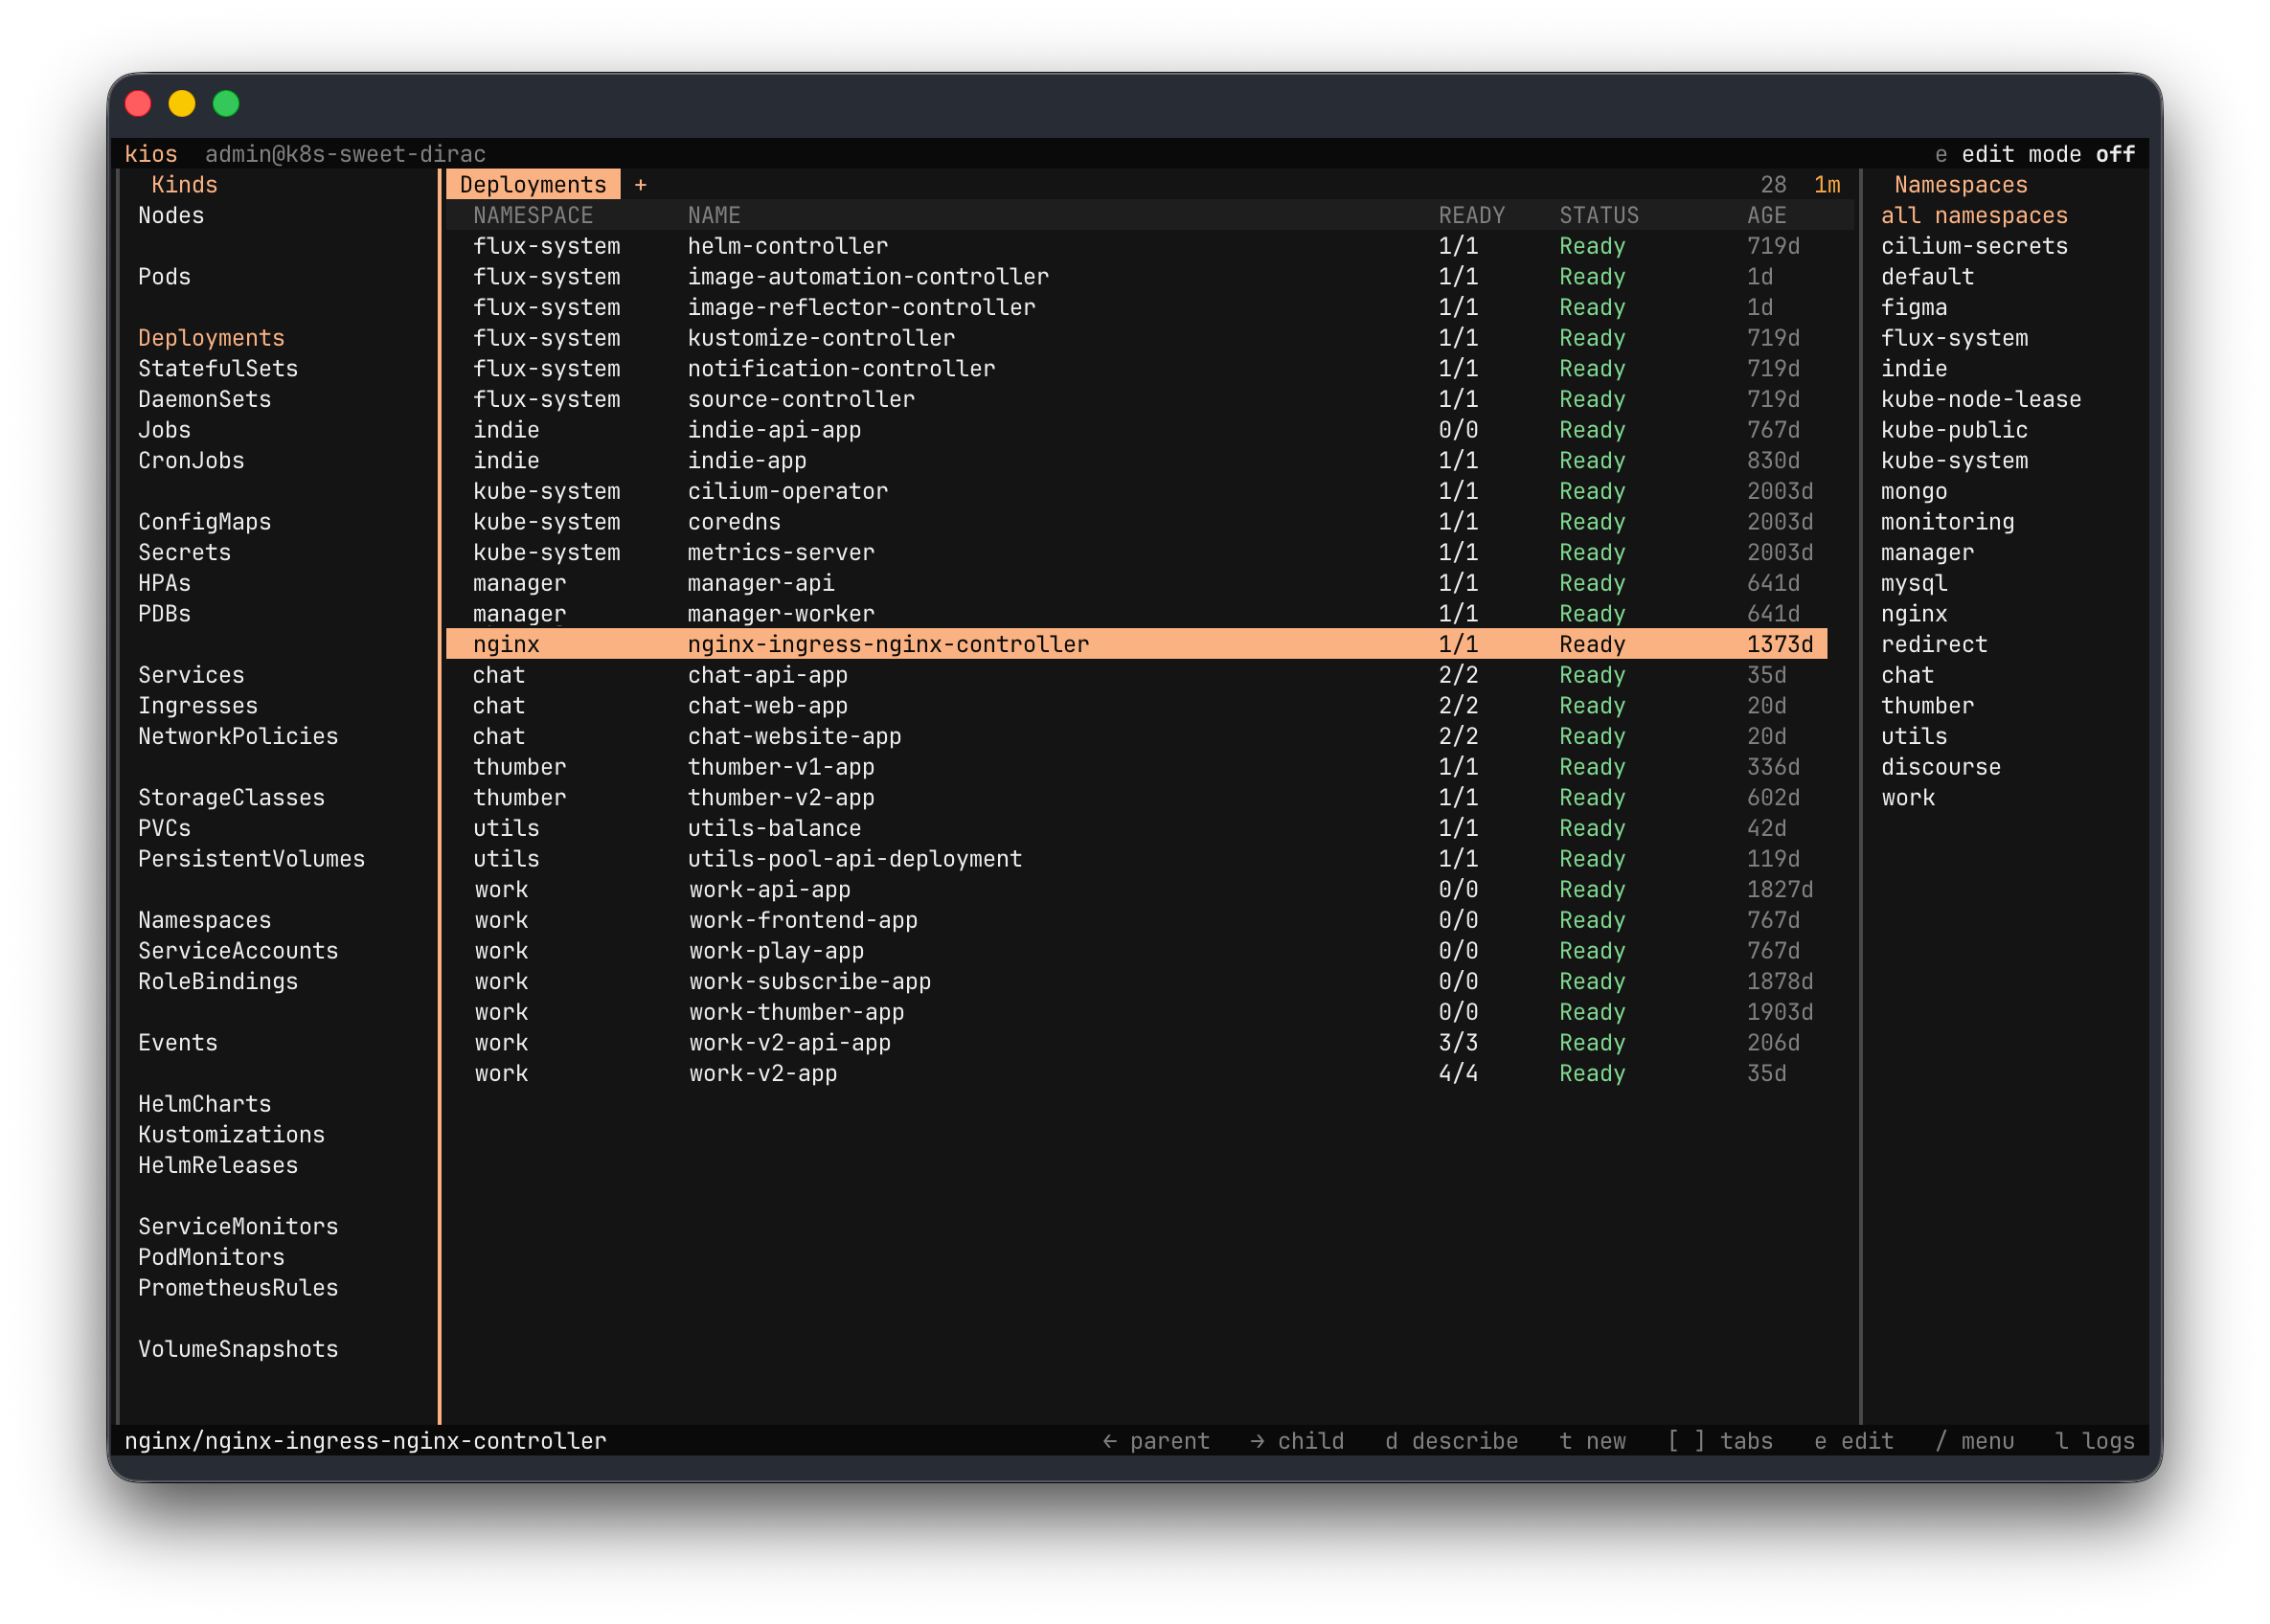 kios admin@k8s-sweet-dirac e edit mode off
Kinds
Nodes
Pods
Deployments
StatefulSets
DaemonSets
Jobs
CronJobs
ConfigMaps
Secrets
HPAs
PDBs
Services
Ingresses
NetworkPolicies
StorageClasses
PVCs
PersistentVolumes
Namespaces
ServiceAccounts
RoleBindings
Events
HelmCharts
Kustomizations
HelmReleases
ServiceMonitors
PodMonitors
PrometheusRules
VolumeSnapshots
Deployments + 28 1m
NAMESPACE NAME READY STATUS AGE
flux-system helm-controller 1/1 Ready 719d
flux-system image-automation-controller 1/1 Ready 1d
flux-system image-reflector-controller 1/1 Ready 1d
flux-system kustomize-controller 1/1 Ready 719d
flux-system notification-controller 1/1 Ready 719d
flux-system source-controller 1/1 Ready 719d
indie indie-api-app 0/0 Ready 767d
indie indie-app 1/1 Ready 830d
kube-system cilium-operator 1/1 Ready 2003d
kube-system coredns 1/1 Ready 2003d
kube-system metrics-server 1/1 Ready 2003d
manager manager-api 1/1 Ready 641d
manager manager-worker 1/1 Ready 641d
nginx nginx-ingress-nginx-controller 1/1 Ready 1373d
chat chat-api-app 2/2 Ready 35d
chat chat-web-app 2/2 Ready 20d
chat chat-website-app 2/2 Ready 20d
thumber thumber-v1-app 1/1 Ready 336d
thumber thumber-v2-app 1/1 Ready 602d
utils utils-balance 1/1 Ready 42d
utils utils-pool-api-deployment 1/1 Ready 119d
work work-api-app 0/0 Ready 1827d
work work-frontend-app 0/0 Ready 767d
work work-play-app 0/0 Ready 767d
work work-subscribe-app 0/0 Ready 1878d
work work-thumber-app 0/0 Ready 1903d
work work-v2-api-app 3/3 Ready 206d
work work-v2-app 4/4 Ready 35d
Namespaces
all namespaces
cilium-secrets
default
figma
flux-system
indie
kube-node-lease
kube-public
kube-system
mongo
monitoring
manager
mysql
nginx
redirect
chat
thumber
utils
discourse
work
nginx/nginx-ingress-nginx-controller ← parent → child d describe t new [ ] tabs e edit / menu l logs